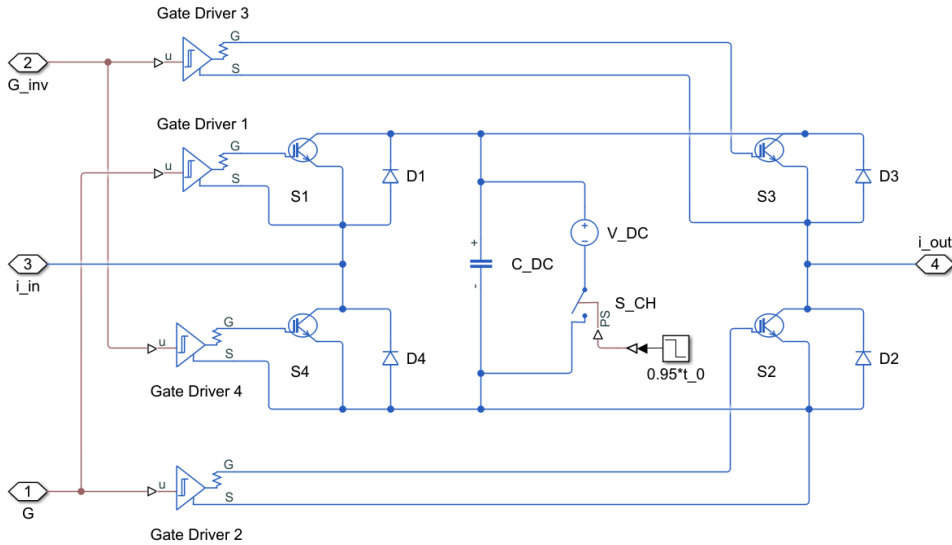 Gate Driver 3
G
2
u
S
G_inv
Gate Driver 1
G
u
S
S1
D1
S3
D3
+
V_DC
-
i_out
3
+
C_DC
4
i_in
-
S_CH
PS
G
u
S
S4
D4
0.95*t_0
S2
D2
Gate Driver 4
G
1
u
S
G
Gate Driver 2